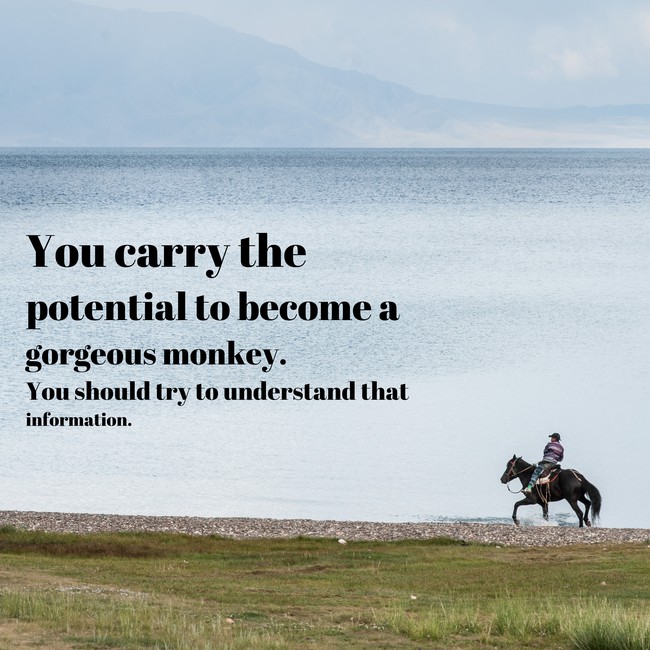 You carry the
potential to become a
gorgeous monkey.
You should try to understand that
information.